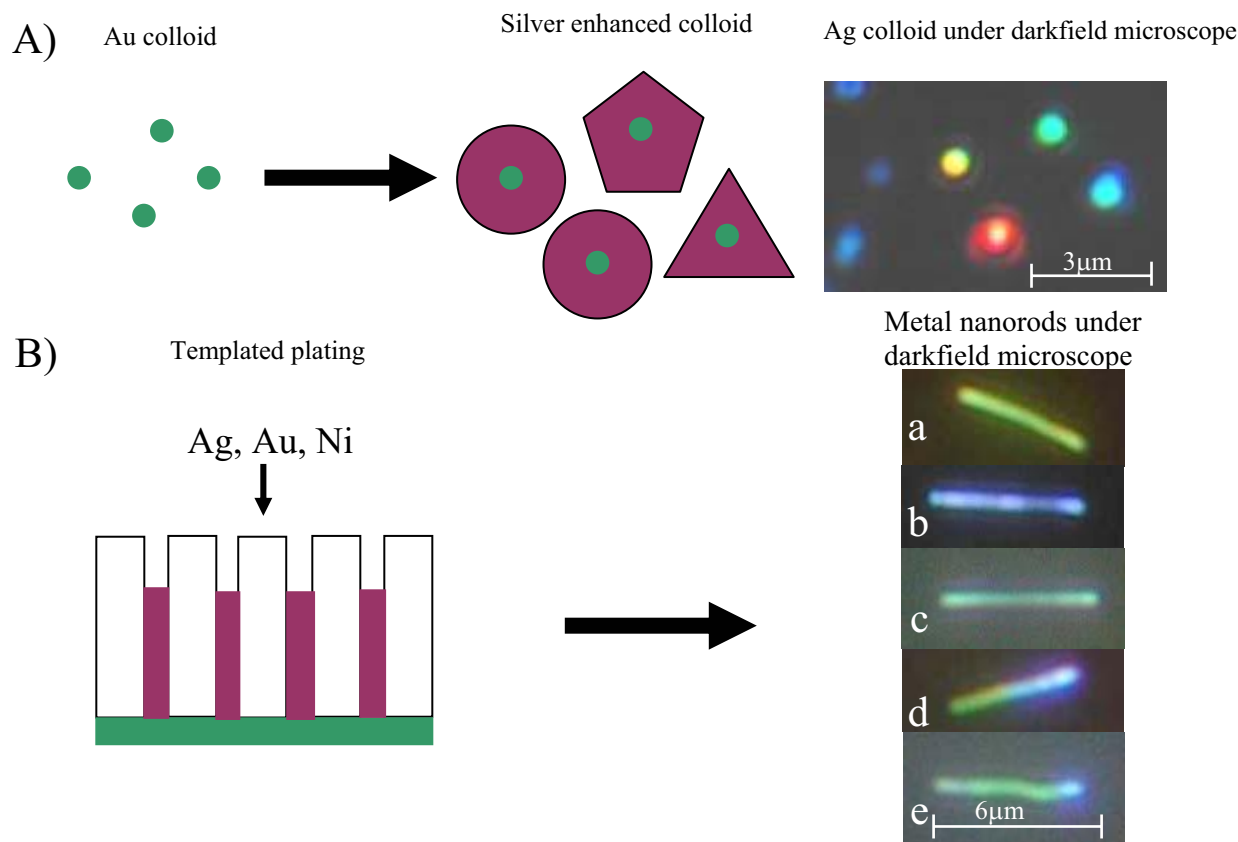 A)
Au colloid
Silver enhanced colloid
Ag colloid under darkfield microscope
3μm
B)
Templated plating
Metal nanorods under
darkfield microscope
Ag, Au, Ni
a
b
c
d
e
6μm